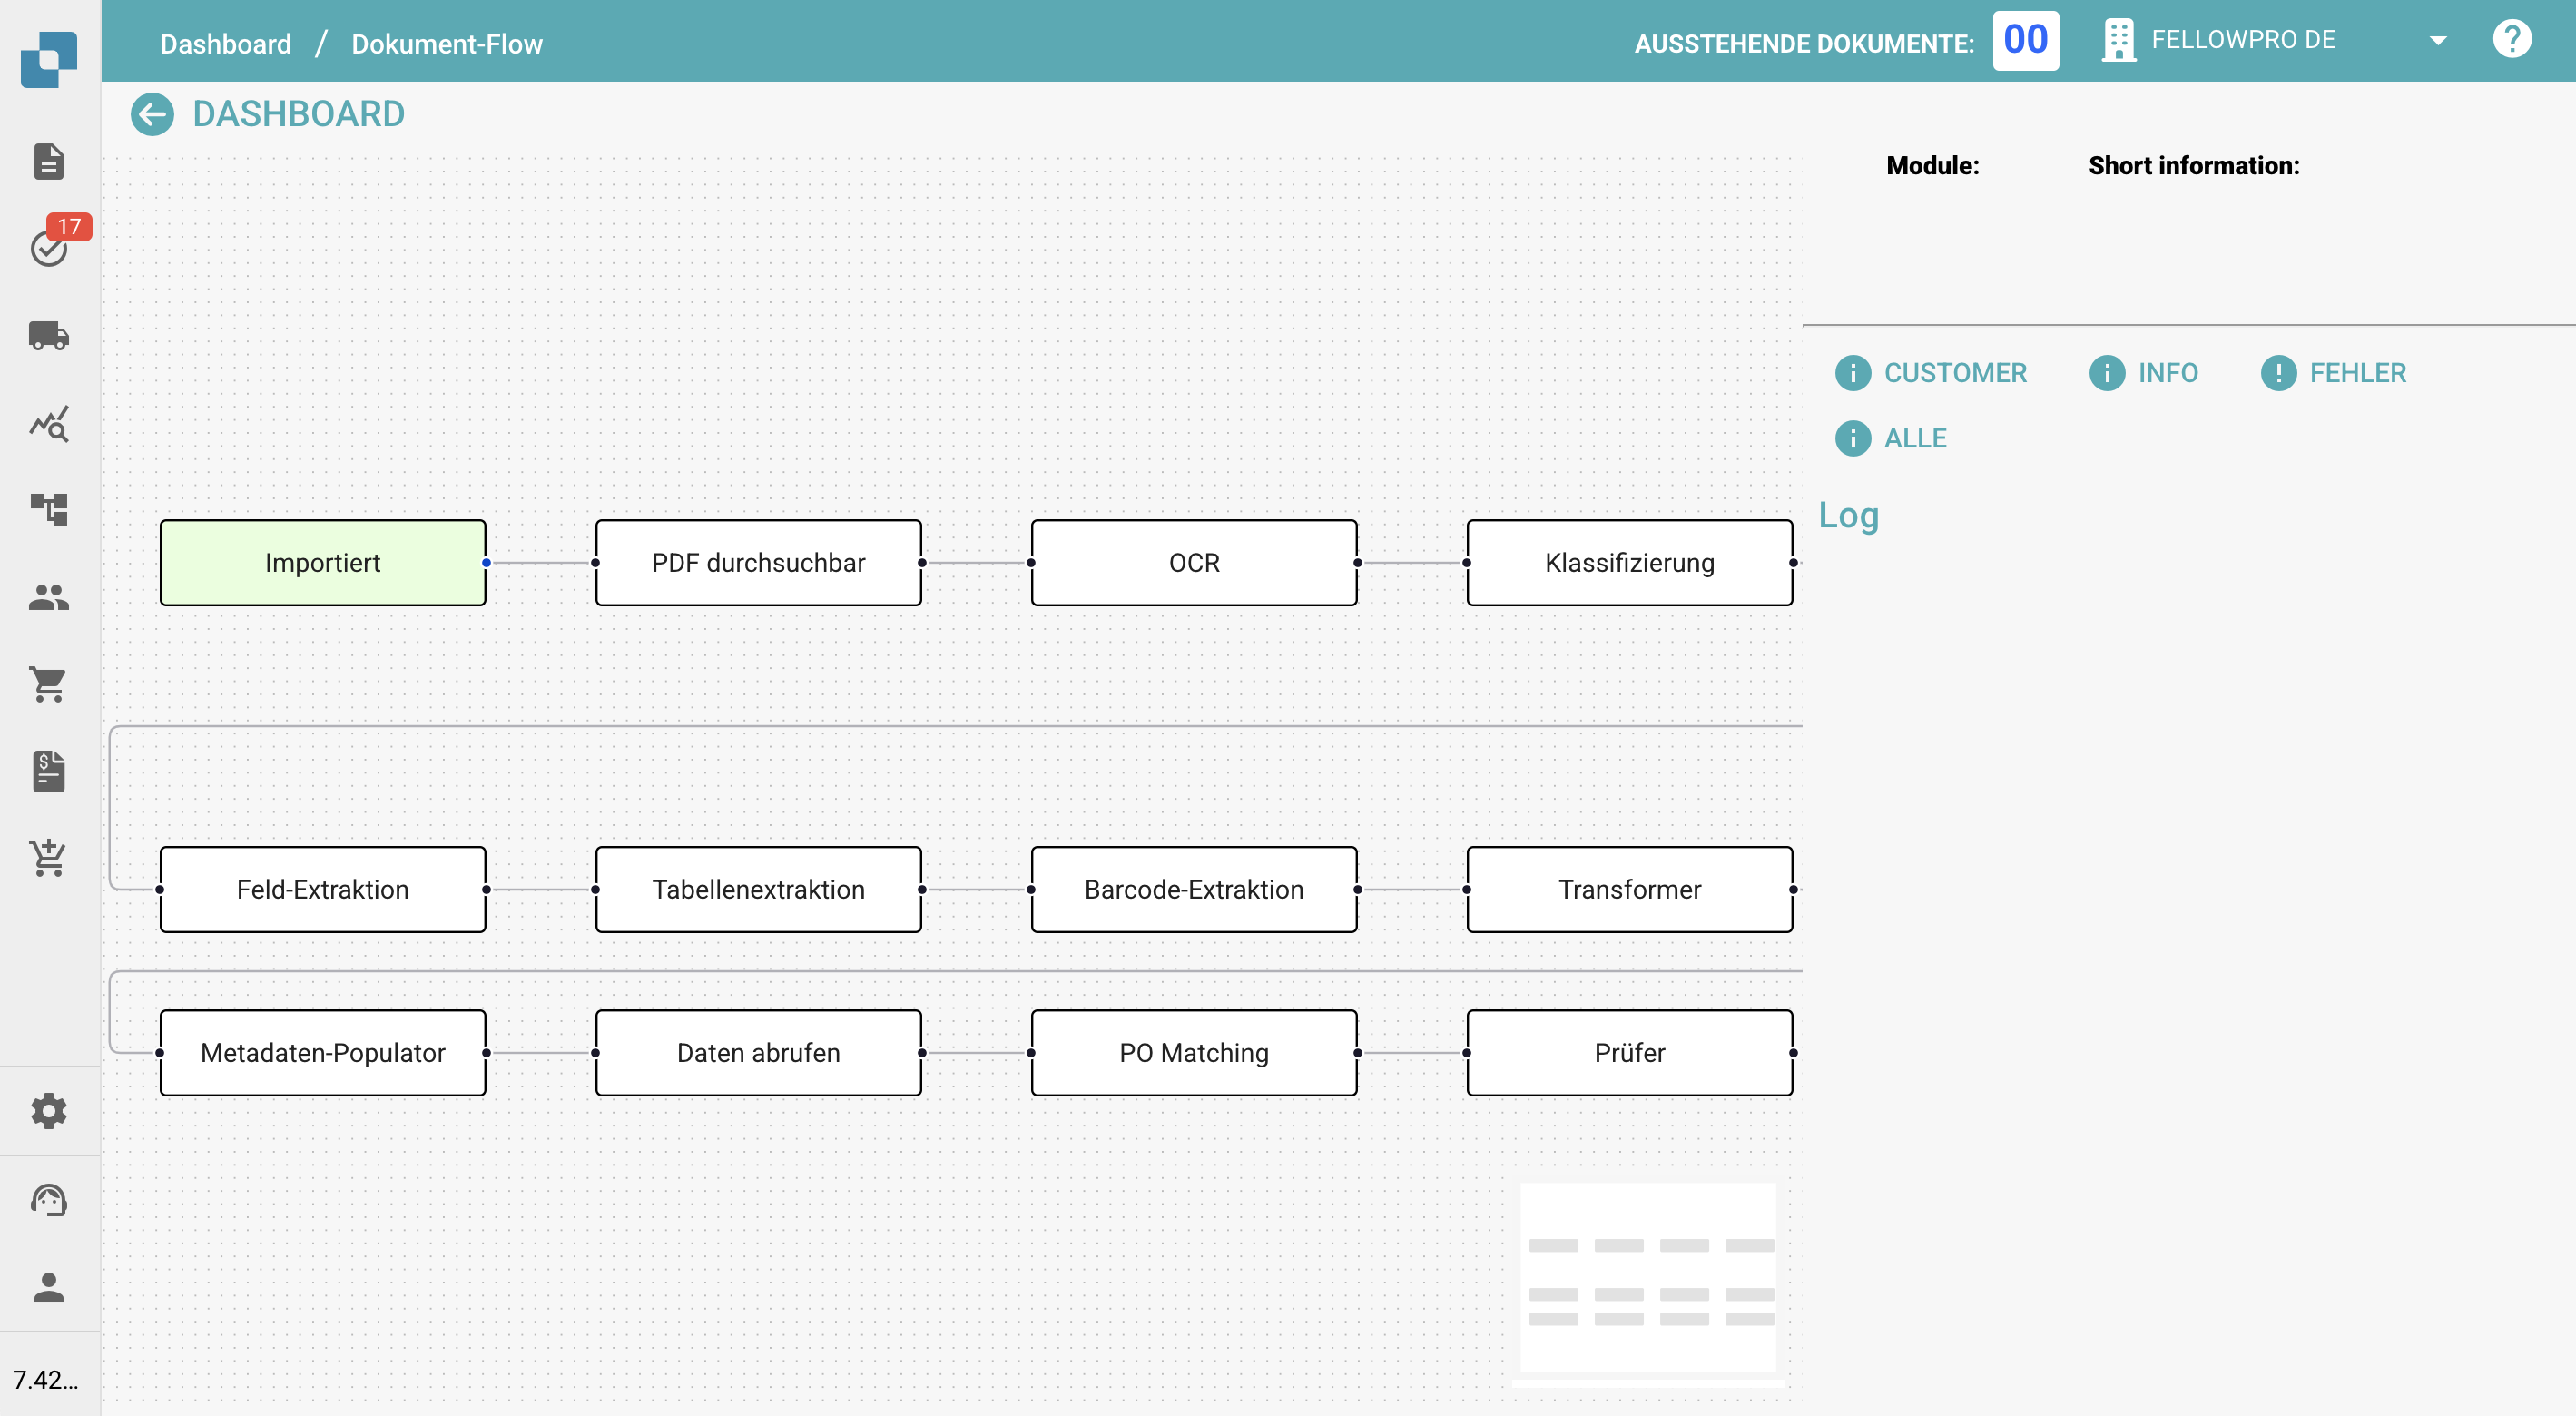 Dashboard / Dokument-Flow
AUSSTEHENDE DOKUMENTE: 00
FELLOWPRO DE
DASHBOARD
17
Module: Short information:
CUSTOMER INFO FEHLER
ALLE
Log
Importiert PDF durchsuchbar OCR Klassifizierung
Feld-Extraktion Tabellenextraktion Barcode-Extraktion Transformer
Metadaten-Populator Daten abrufen PO Matching Prüfer
7.42...